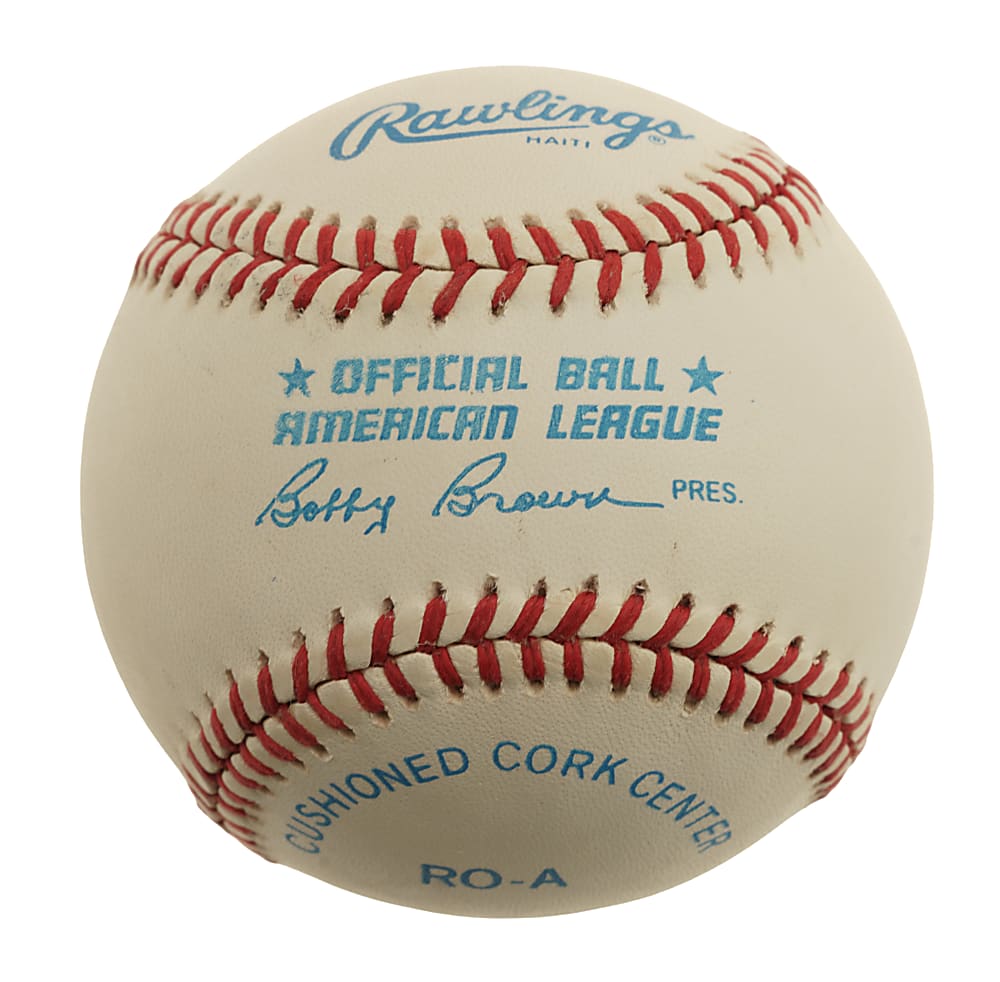 Rawlings®
HAITI
★ OFFICIAL BALL ★
AMERICAN LEAGUE
Bobby Brown PRES.
CUSHIONED CORK CENTER
RO-A